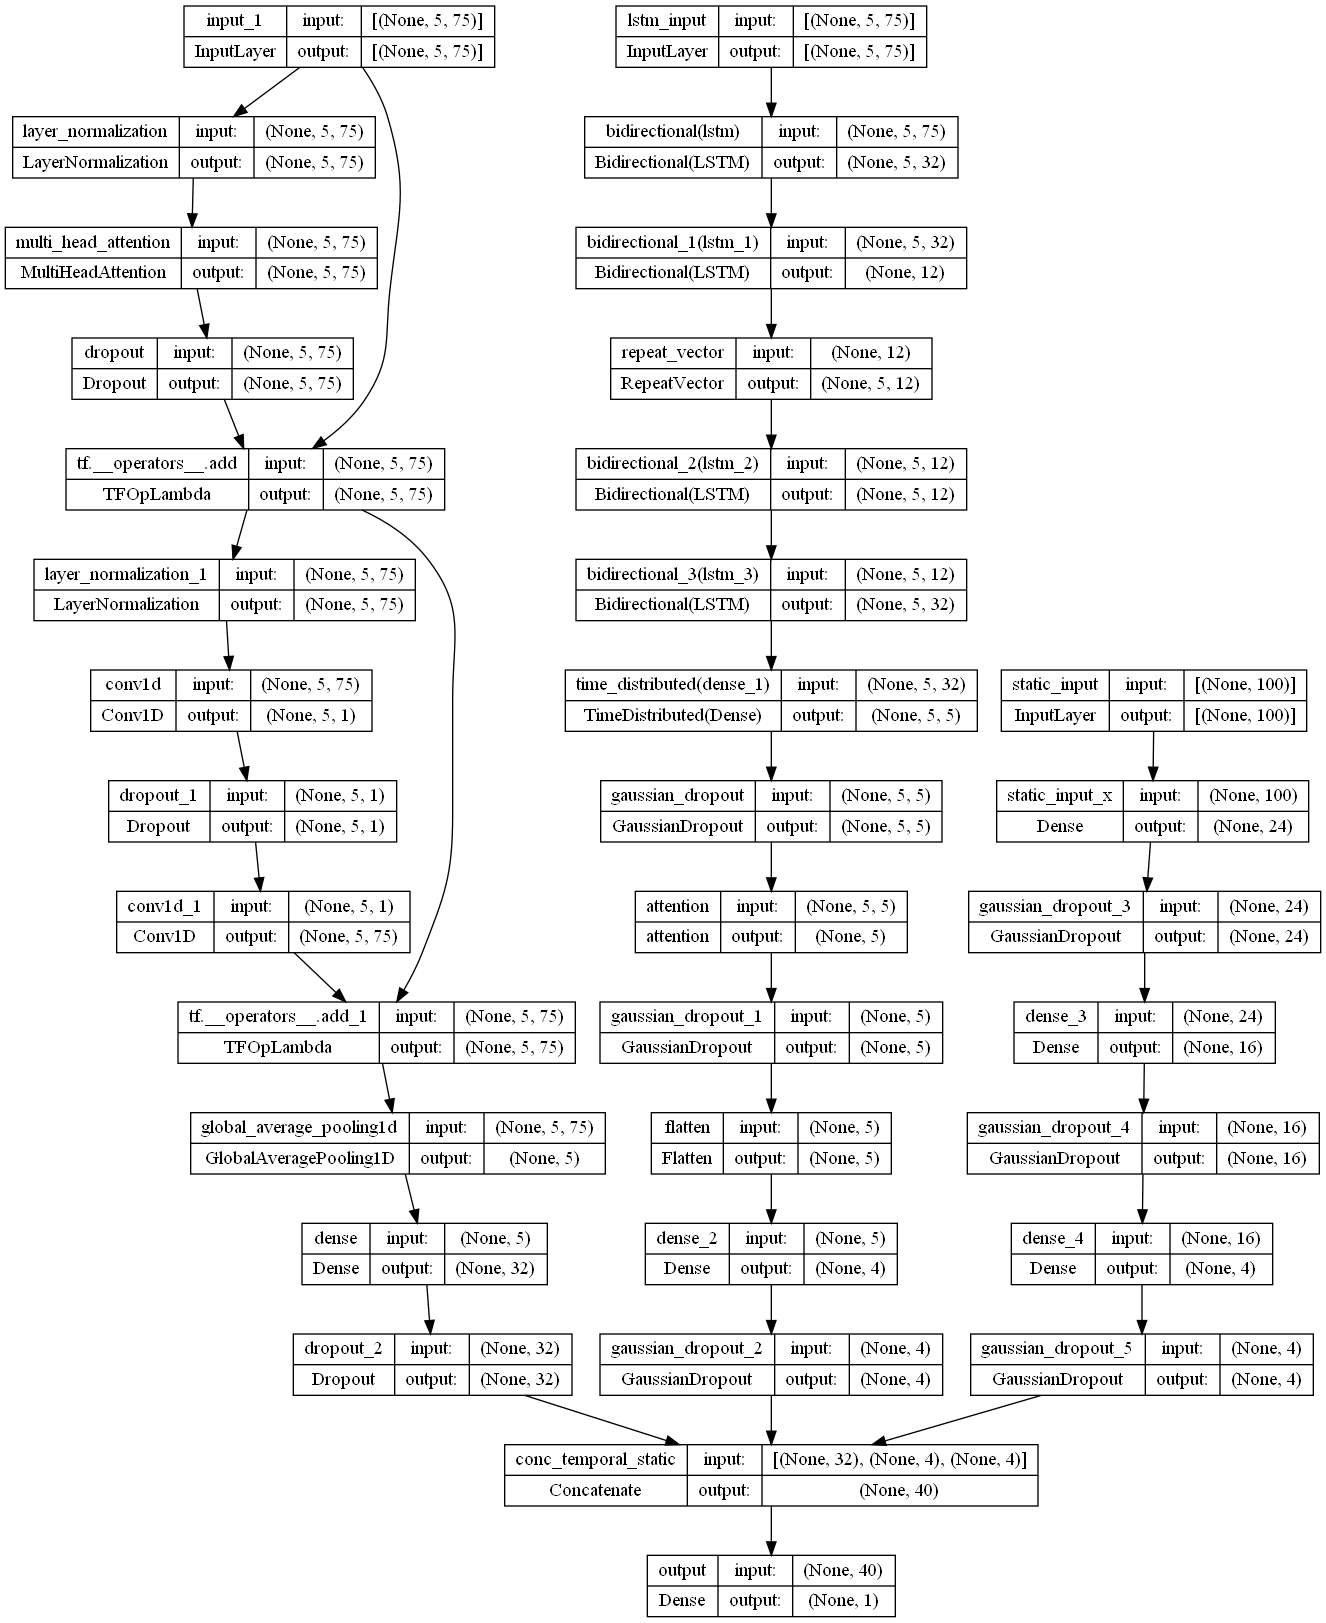 input_1 input: [(None, 5, 75)]
InputLayer output: [(None, 5, 75)]
layer_normalization input: (None, 5, 75)
LayerNormalization output: (None, 5, 75)
multi_head_attention input: (None, 5, 75)
MultiHeadAttention output: (None, 5, 75)
dropout input: (None, 5, 75)
Dropout output: (None, 5, 75)
tf.__operators__.add input: (None, 5, 75)
TFOpLambda output: (None, 5, 75)
layer_normalization_1 input: (None, 5, 75)
LayerNormalization output: (None, 5, 75)
conv1d input: (None, 5, 75)
Conv1D output: (None, 5, 1)
dropout_1 input: (None, 5, 1)
Dropout output: (None, 5, 1)
conv1d_1 input: (None, 5, 1)
Conv1D output: (None, 5, 75)
tf.__operators__.add_1 input: (None, 5, 75)
TFOpLambda output: (None, 5, 75)
global_average_pooling1d input: (None, 5, 75)
GlobalAveragePooling1D output: (None, 5)
dense input: (None, 5)
Dense output: (None, 32)
dropout_2 input: (None, 32)
Dropout output: (None, 32)
lstm_input input: [(None, 5, 75)]
InputLayer output: [(None, 5, 75)]
bidirectional(lstm) input: (None, 5, 75)
Bidirectional(LSTM) output: (None, 5, 32)
bidirectional_1(lstm_1) input: (None, 5, 32)
Bidirectional(LSTM) output: (None, 12)
repeat_vector input: (None, 12)
RepeatVector output: (None, 5, 12)
bidirectional_2(lstm_2) input: (None, 5, 12)
Bidirectional(LSTM) output: (None, 5, 12)
bidirectional_3(lstm_3) input: (None, 5, 12)
Bidirectional(LSTM) output: (None, 5, 32)
time_distributed(dense_1) input: (None, 5, 32)
TimeDistributed(Dense) output: (None, 5, 5)
gaussian_dropout input: (None, 5, 5)
GaussianDropout output: (None, 5, 5)
attention input: (None, 5, 5)
attention output: (None, 5)
gaussian_dropout_1 input: (None, 5)
GaussianDropout output: (None, 5)
flatten input: (None, 5)
Flatten output: (None, 5)
dense_2 input: (None, 5)
Dense output: (None, 4)
gaussian_dropout_2 input: (None, 4)
GaussianDropout output: (None, 4)
static_input input: [(None, 100)]
InputLayer output: [(None, 100)]
static_input_x input: (None, 100)
Dense output: (None, 24)
gaussian_dropout_3 input: (None, 24)
GaussianDropout output: (None, 24)
dense_3 input: (None, 24)
Dense output: (None, 16)
gaussian_dropout_4 input: (None, 16)
GaussianDropout output: (None, 16)
dense_4 input: (None, 16)
Dense output: (None, 4)
gaussian_dropout_5 input: (None, 4)
GaussianDropout output: (None, 4)
conc_temporal_static input: [(None, 32), (None, 4), (None, 4)]
Concatenate output: (None, 40)
output input: (None, 40)
Dense output: (None, 1)